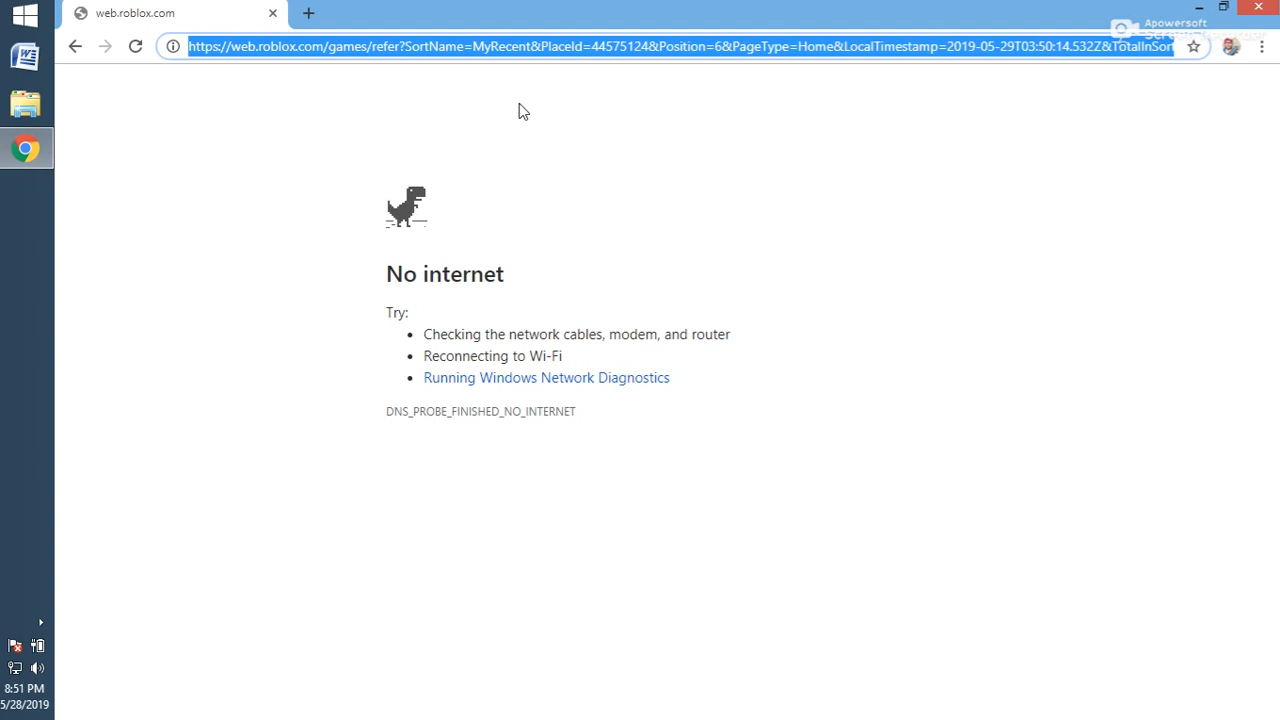 web.roblox.com
https://web.roblox.com/games/refer?SortName=MyRecent&PlaceId=44575124&Position=6&PageType=Home&LocalTimestamp=2019-05-29T03:50:14.532Z&TotalInSort
Apowersoft
Screen Recorder
No internet
Try:
Checking the network cables, modem, and router
Reconnecting to Wi-Fi
Running Windows Network Diagnostics
DNS_PROBE_FINISHED_NO_INTERNET
8:51 PM
5/28/2019